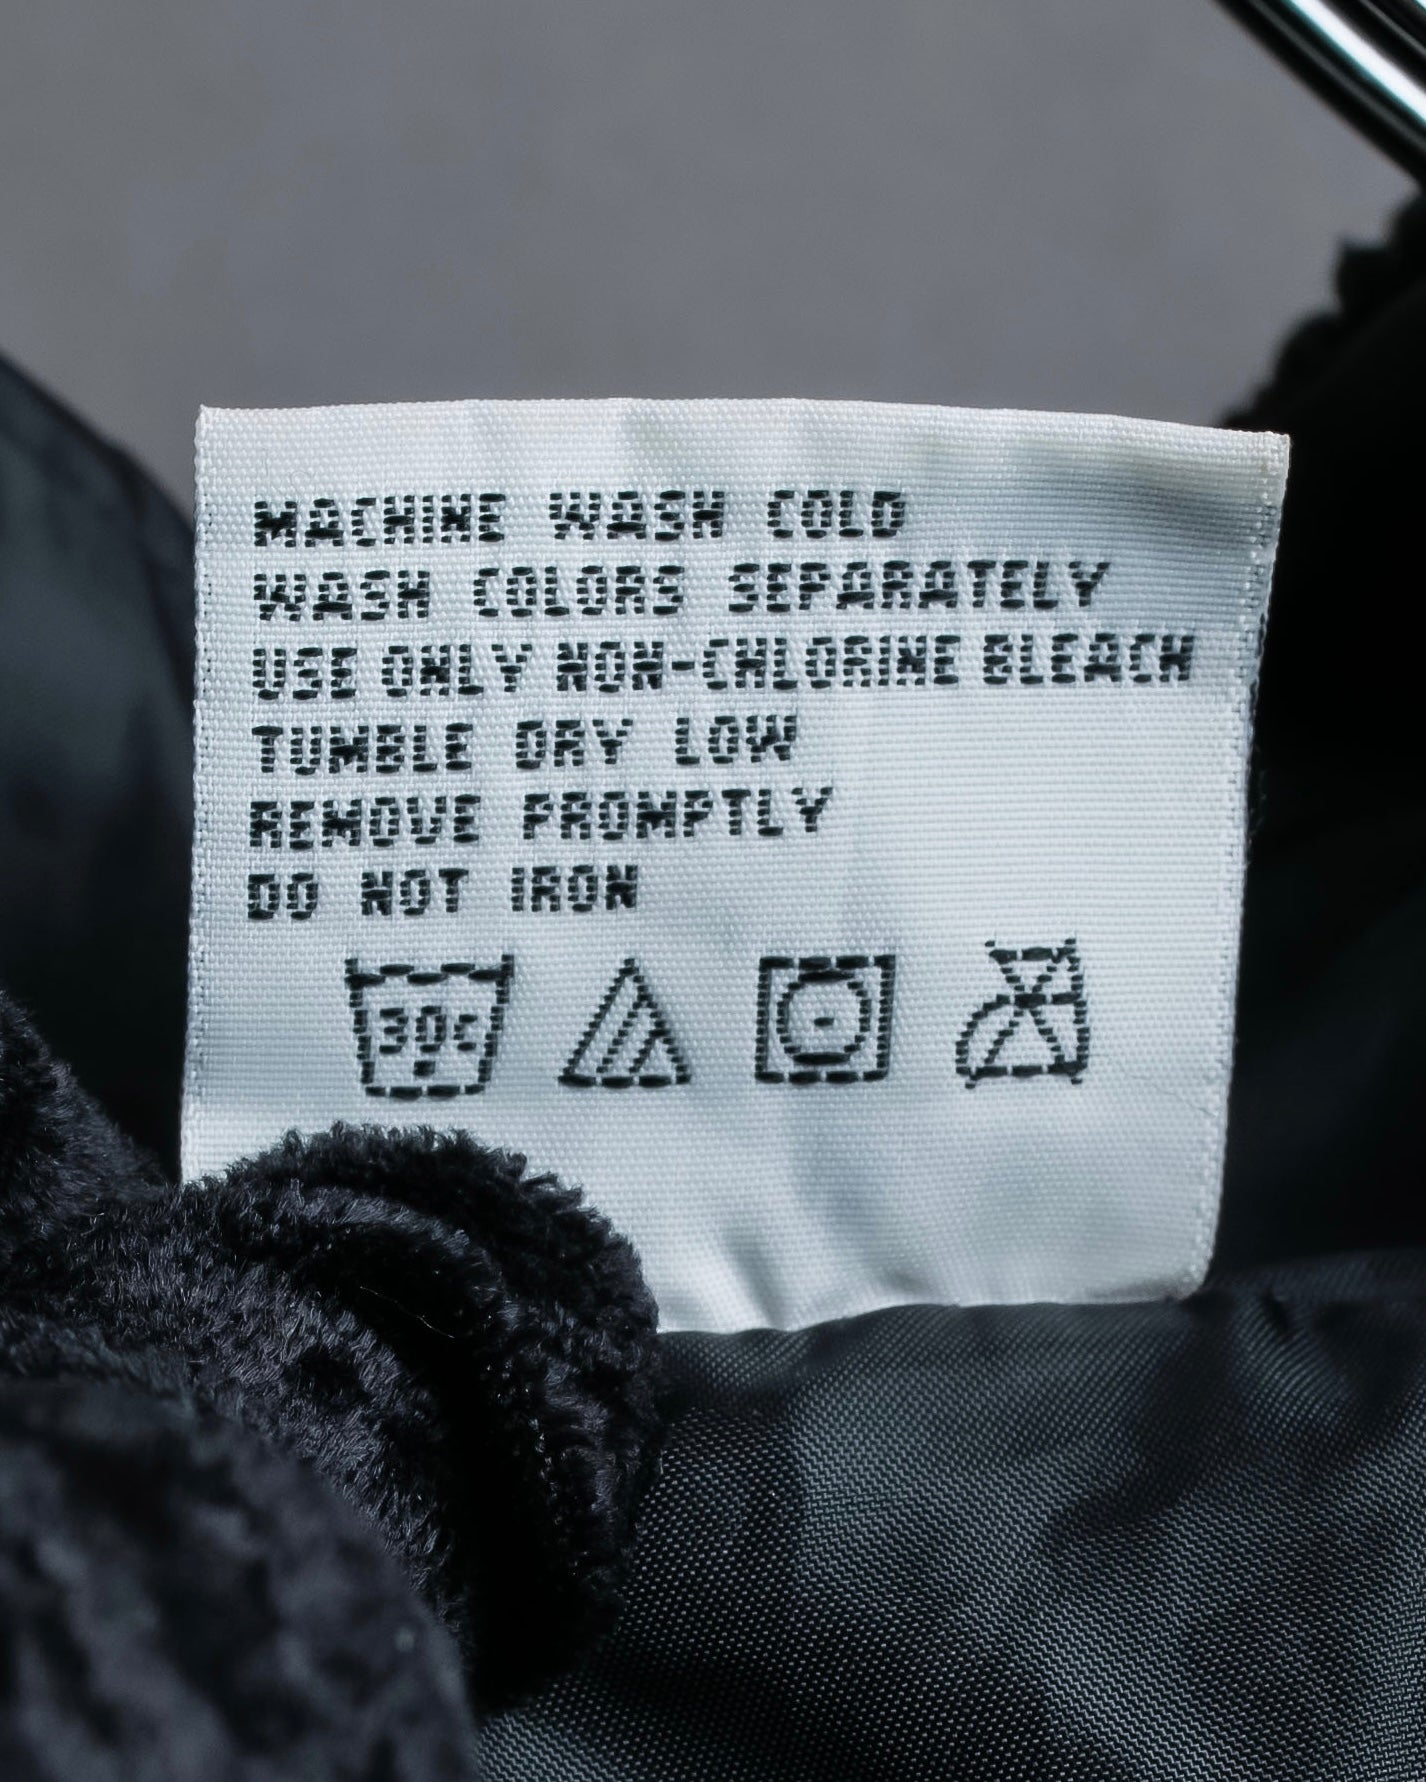 MACHINE WASH COLD
WASH COLORS SEPARATELY
USE ONLY NON-CHLORINE BLEACH
TUMBLE DRY LOW
REMOVE PROMPTLY
DO NOT IRON
30c